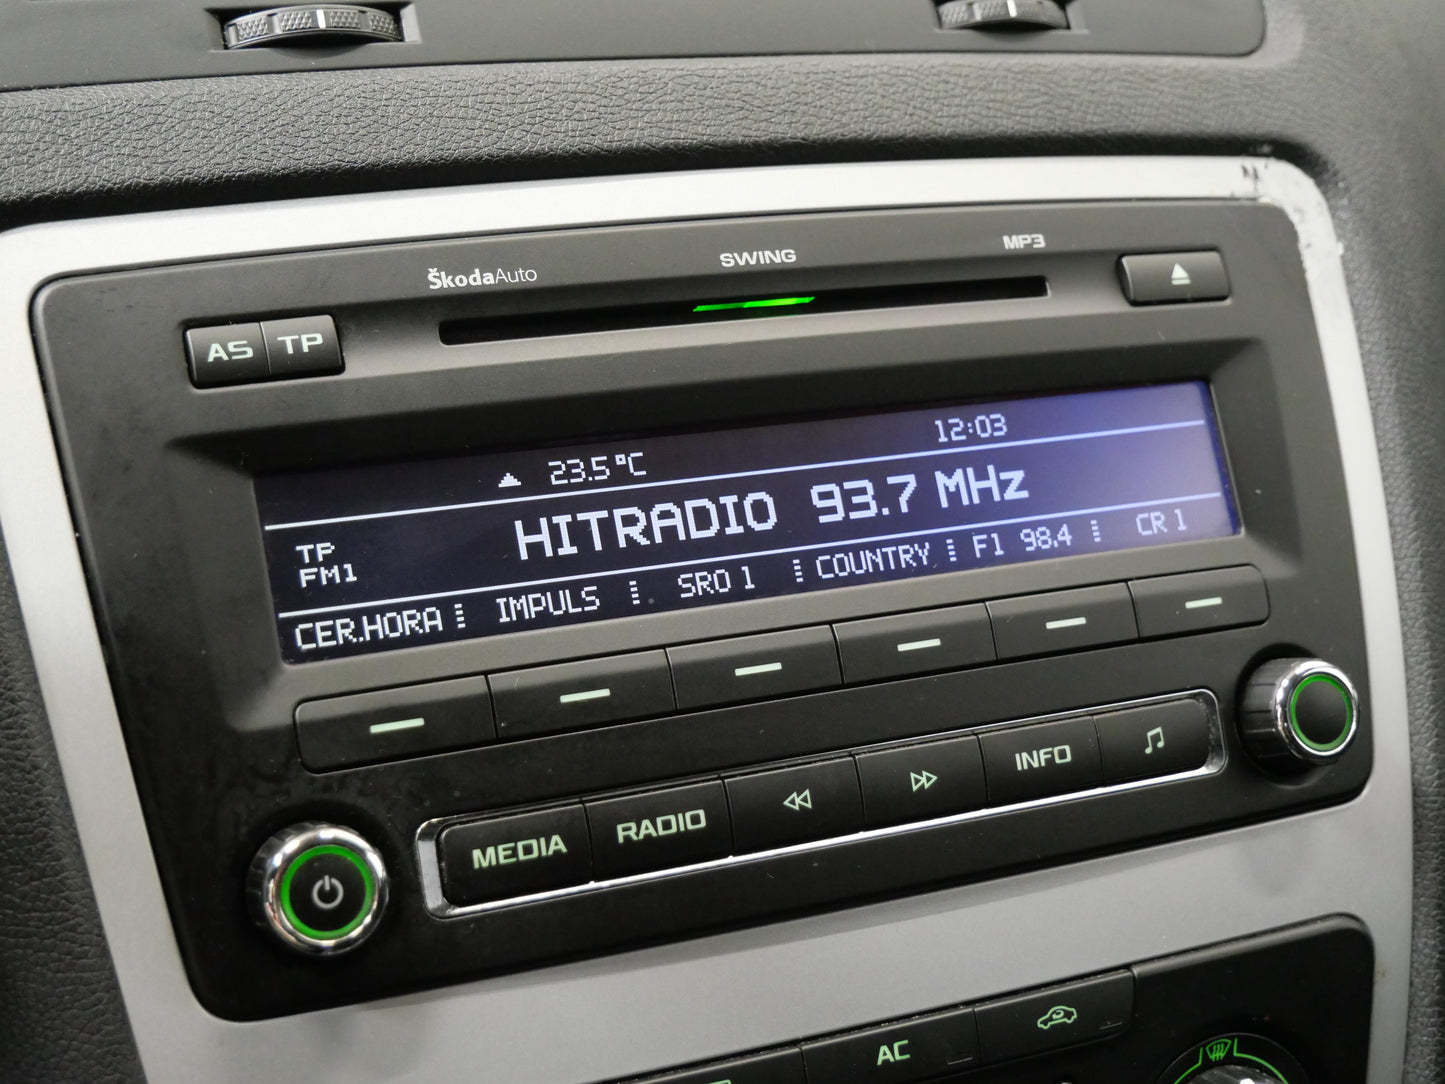 ŠkodaAuto
SWING
MP3
AS TP
23.5°C
12:03
TP
FM1
HITRADIO 93.7 MHz
CER.HORA IMPULS SRO 1 COUNTRY F1 98.4 CR 1
MEDIA RADIO INFO
AC